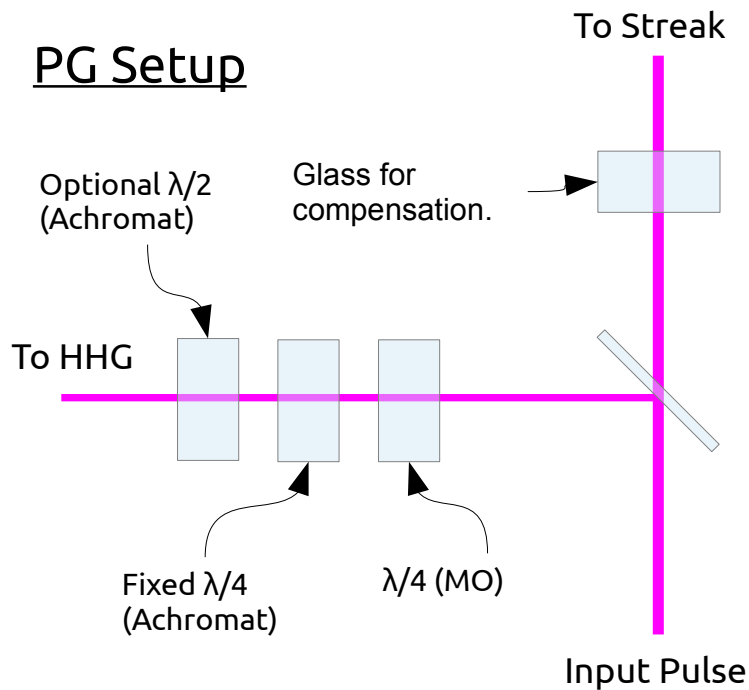 To Streak
PG Setup
Optional λ/2
(Achromat)
Glass for
compensation.
To HHG
Fixed λ/4
(Achromat)
λ/4 (MO)
Input Pulse